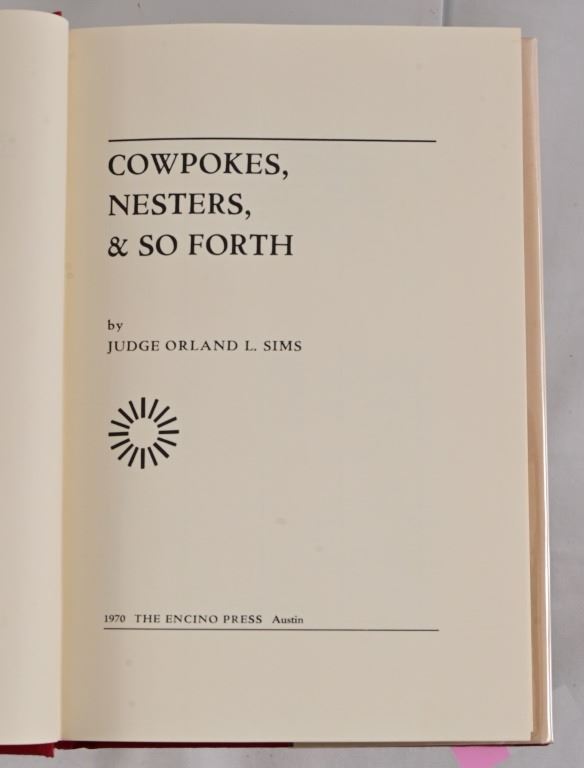 COWPOKES,
NESTERS,
& SO FORTH
by
JUDGE ORLAND L. SIMS
1970 THE ENCINO PRESS Austin